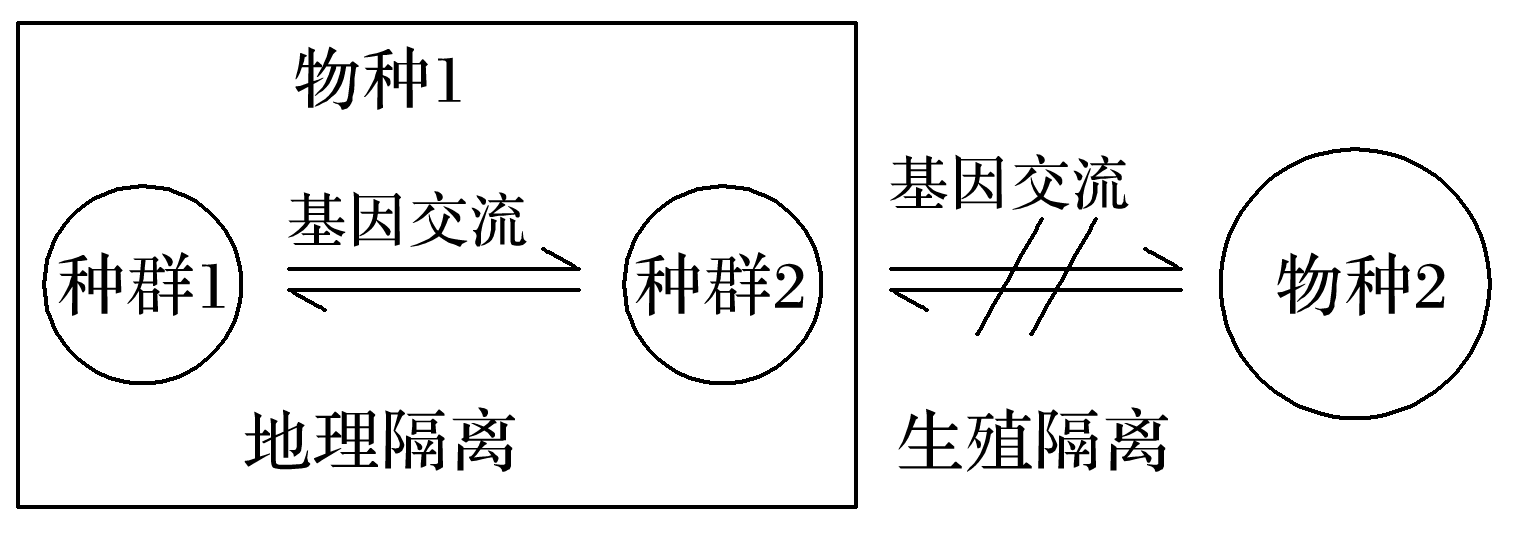 物种1
基因交流
基因交流
种群1
种群2
物种2
地理隔离
生殖隔离